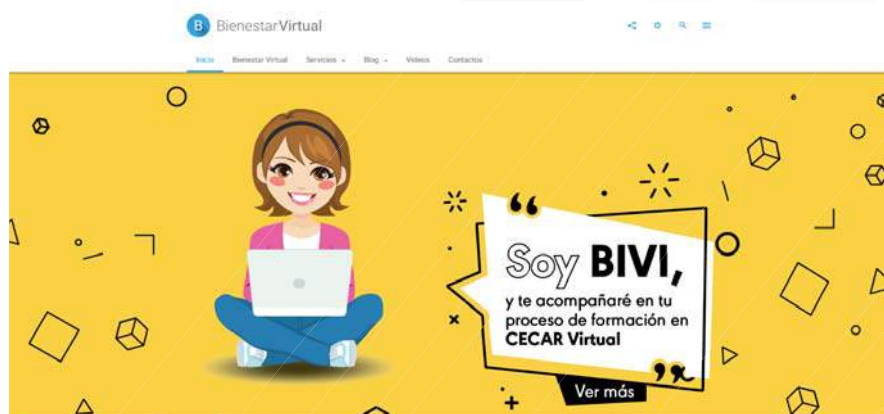 B BienestarVirtual
Inicio Bienestar Virtual Servicios Blog Videos Contactos
“
Soy BIVI,
y te acompañaré en tu
proceso de formación en
CECAR Virtual
”
Ver más